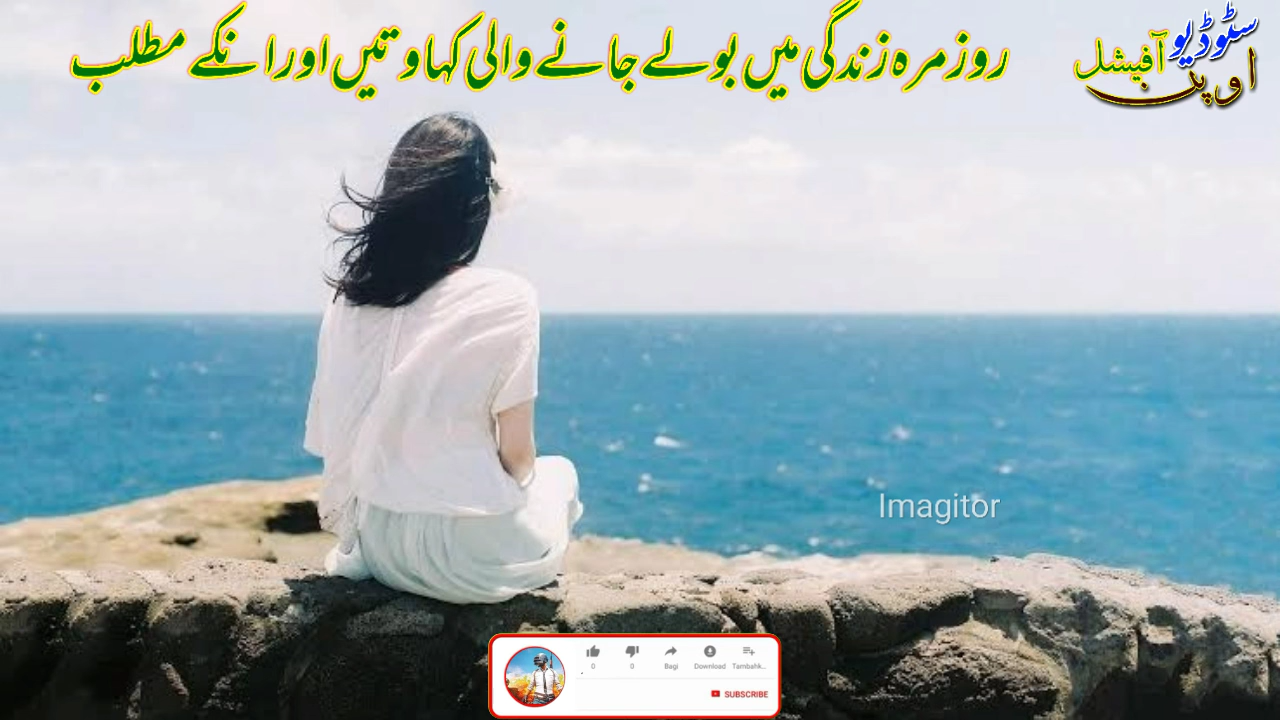 روزمرہ زندگی میں بولے جانے والی کہاوتیں اور انکے مطلب
اوپن سٹوڈیو آفیشل
Imagitor
0 0 Bagi Download Tambahk...
SUBSCRIBE